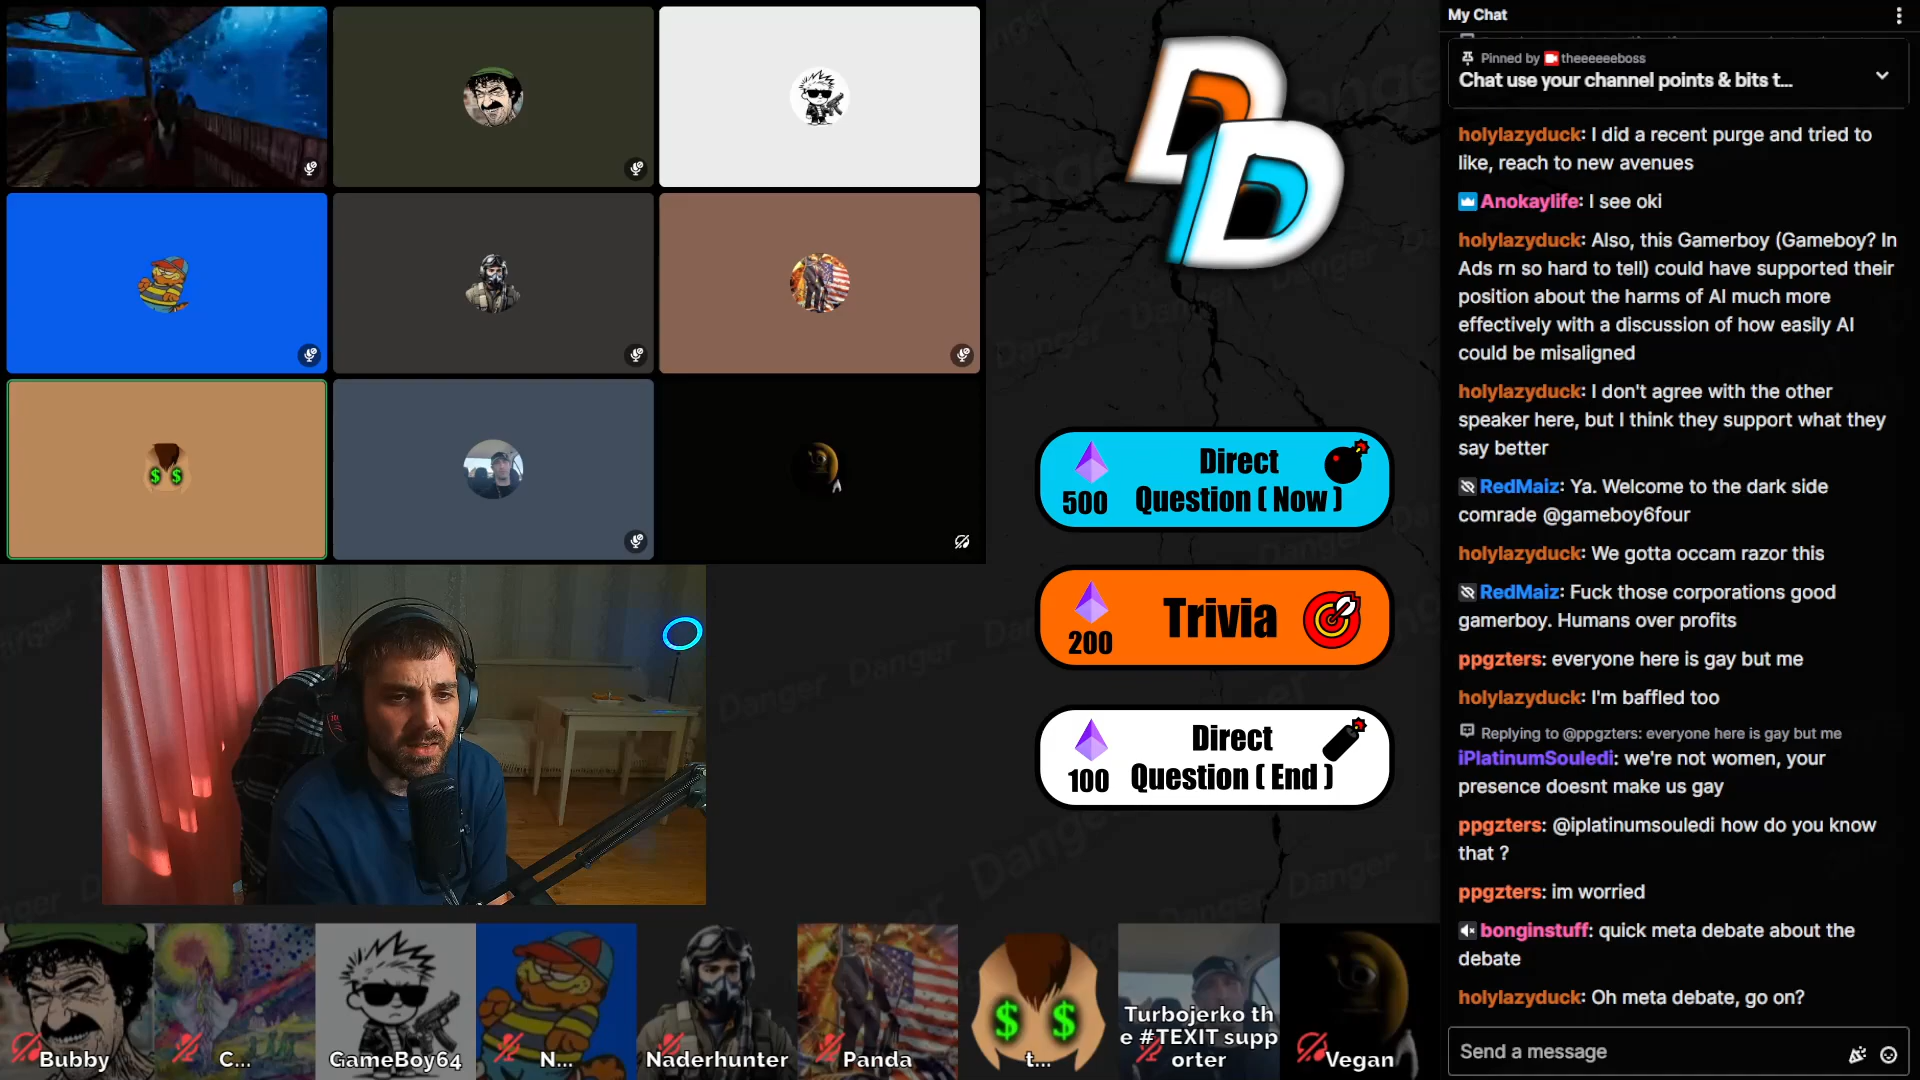 My Chat
Pinned by theeeeeeboss
Chat use your channel points & bits t...
holylazyduck: I did a recent purge and tried to
like, reach to new avenues
Anokaylife: I see oki
holylazyduck: Also, this Gamerboy (Gameboy? In
Ads rn so hard to tell) could have supported their
position about the harms of AI much more
effectively with a discussion of how easily AI
could be misaligned
holylazyduck: I don't agree with the other
speaker here, but I think they support what they
say better
RedMaiz: Ya. Welcome to the dark side
comrade @gameboy6four
holylazyduck: We gotta occam razor this
RedMaiz: Fuck those corporations good
gamerboy. Humans over profits
ppgzters: everyone here is gay but me
holylazyduck: I'm baffled too
Replying to @ppgzters: everyone here is gay but me
iPlatinumSouledi: we're not women, your
presence doesnt make us gay
ppgzters: @iplatinumsouledi how do you know
that ?
ppgzters: im worried
bonginstuff: quick meta debate about the
debate
holylazyduck: Oh meta debate, go on?
Send a message
DD
500
Direct
Question ( Now )
200
Trivia
100
Direct
Question ( End )
Danger Danger
Bubby
C...
GameBoy64
N...
Naderhunter
Panda
t...
Turbojerko th
e #TEXIT supp
orter
Vegan